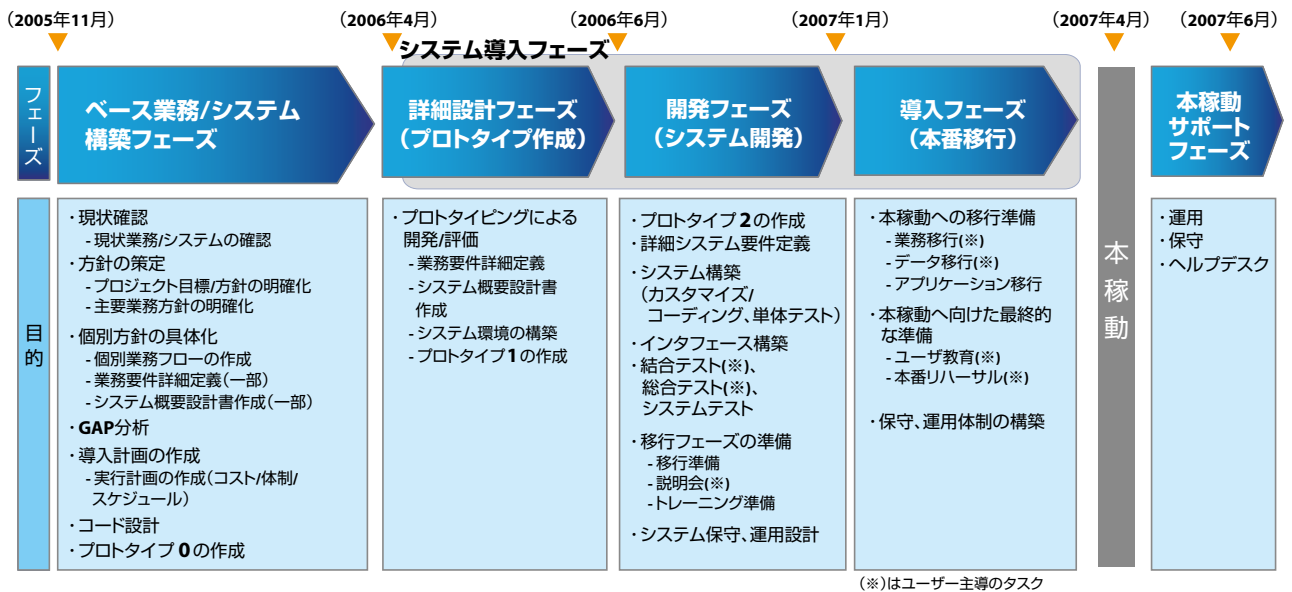 （2005年11月）
（2006年4月）
（2006年6月）
（2007年1月）
（2007年4月）
（2007年6月）
システム導入フェーズ
フェーズ
ベース業務/システム
構築フェーズ
詳細設計フェーズ
（プロトタイプ作成）
開発フェーズ
（システム開発）
導入フェーズ
（本番移行）
本稼動
サポート
フェーズ
目的
・現状確認
- 現状業務/システムの確認
・方針の策定
- プロジェクト目標/方針の明確化
- 主要業務方針の明確化
・個別方針の具体化
- 個別業務フローの作成
- 業務要件詳細定義（一部）
- システム概要設計書作成（一部）
・GAP分析
・導入計画の作成
- 実行計画の作成（コスト/体制/
スケジュール）
・コード設計
・プロトタイプ 0の作成
・プロトタイピングによる
開発/評価
- 業務要件詳細定義
- システム概要設計書
作成
- システム環境の構築
- プロトタイプ1の作成
・プロトタイプ 2の作成
・詳細システム要件定義
・システム構築
（カスタマイズ/
コーディング、単体テスト）
・インタフェース構築
・結合テスト(※)、
総合テスト(※)、
システムテスト
・移行フェーズの準備
- 移行準備
- 説明会(※)
- トレーニング準備
・システム保守、運用設計
・本稼動への移行準備
- 業務移行(※)
- データ移行(※)
- アプリケーション移行
・本稼動へ向けた最終的
な準備
- ユーザ教育(※)
- 本番リハーサル(※)
・保守、運用体制の構築
本稼動
・運用
・保守
・ヘルプデスク
（※）はユーザー主導のタスク